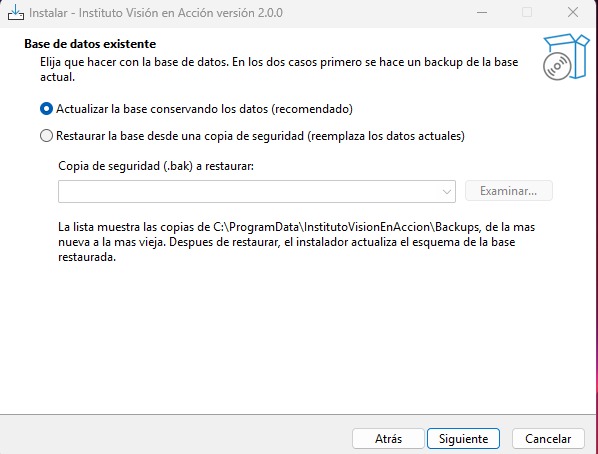 Instalar - Instituto Visión en Acción versión 2.0.0
Base de datos existente
Elija que hacer con la base de datos. En los dos casos primero se hace un backup de la base
actual.
Actualizar la base conservando los datos (recomendado)
Restaurar la base desde una copia de seguridad (reemplaza los datos actuales)
Copia de seguridad (.bak) a restaurar:
Examinar...
La lista muestra las copias de C:\ProgramData\InstitutoVisionEnAccion\Backups, de la mas
nueva a la mas vieja. Despues de restaurar, el instalador actualiza el esquema de la base
restaurada.
Atrás Siguiente Cancelar